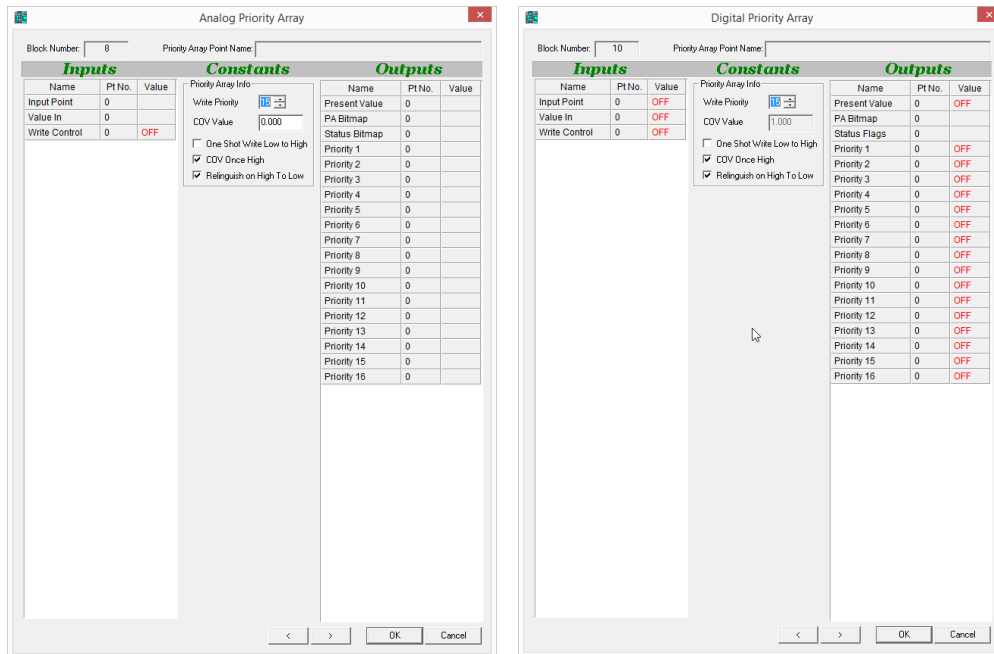 Analog Priority Array
Block Number: 8 Priority Array Point Name:
Inputs Constants Outputs
Name Pt No. Value
Input Point 0
Value In 0
Write Control 0 OFF
Priority Array Info
Write Priority 15
COV Value 0.000
One Shot Write Low to High
COV Once High
Relinguish on High To Low
Name Pt No. Value
Present Value 0
PA Bitmap 0
Status Bitmap 0
Priority 1 0
Priority 2 0
Priority 3 0
Priority 4 0
Priority 5 0
Priority 6 0
Priority 7 0
Priority 8 0
Priority 9 0
Priority 10 0
Priority 11 0
Priority 12 0
Priority 13 0
Priority 14 0
Priority 15 0
Priority 16 0
< > OK Cancel
Digital Priority Array
Block Number: 10 Priority Array Point Name:
Inputs Constants Outputs
Name Pt No. Value
Input Point 0 OFF
Value In 0 OFF
Write Control 0 OFF
Priority Array Info
Write Priority 15
COV Value 1.000
One Shot Write Low to High
COV Once High
Relinguish on High To Low
Name Pt No. Value
Present Value 0 OFF
PA Bitmap 0
Status Flags 0
Priority 1 0 OFF
Priority 2 0 OFF
Priority 3 0 OFF
Priority 4 0 OFF
Priority 5 0 OFF
Priority 6 0 OFF
Priority 7 0 OFF
Priority 8 0 OFF
Priority 9 0 OFF
Priority 10 0 OFF
Priority 11 0 OFF
Priority 12 0 OFF
Priority 13 0 OFF
Priority 14 0 OFF
Priority 15 0 OFF
Priority 16 0 OFF
< > OK Cancel